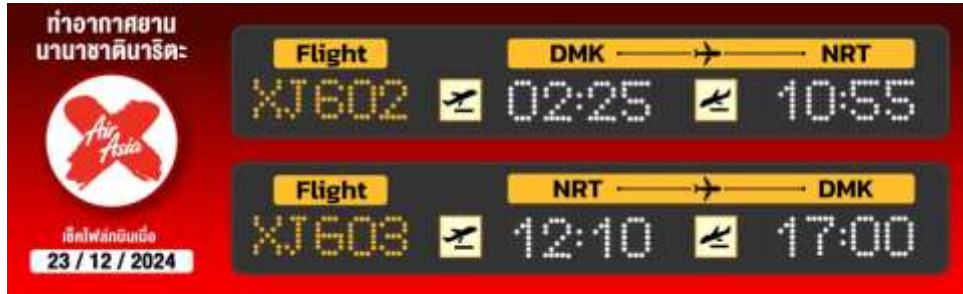 ท่าอากาศยาน
นานาชาตินาริตะ
Air
Asia
เช็คไฟล์ทบินเมื่อ
23 / 12 / 2024
Flight DMK NRT
XJ602 02:25 10:55
Flight NRT DMK
XJ603 12:10 17:00